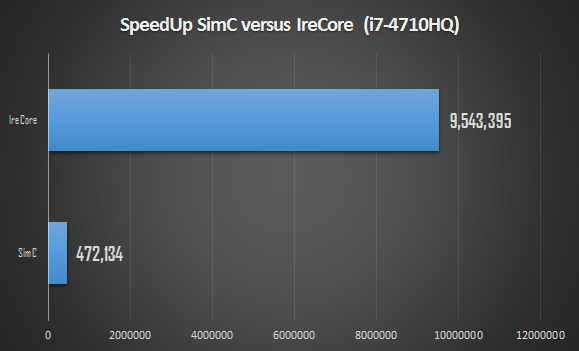 SpeedUp SimC versus IreCore (i7-4710HQ)
IreCore
9,543,395
SimC
472,134
0 2000000 4000000 6000000 8000000 10000000 12000000